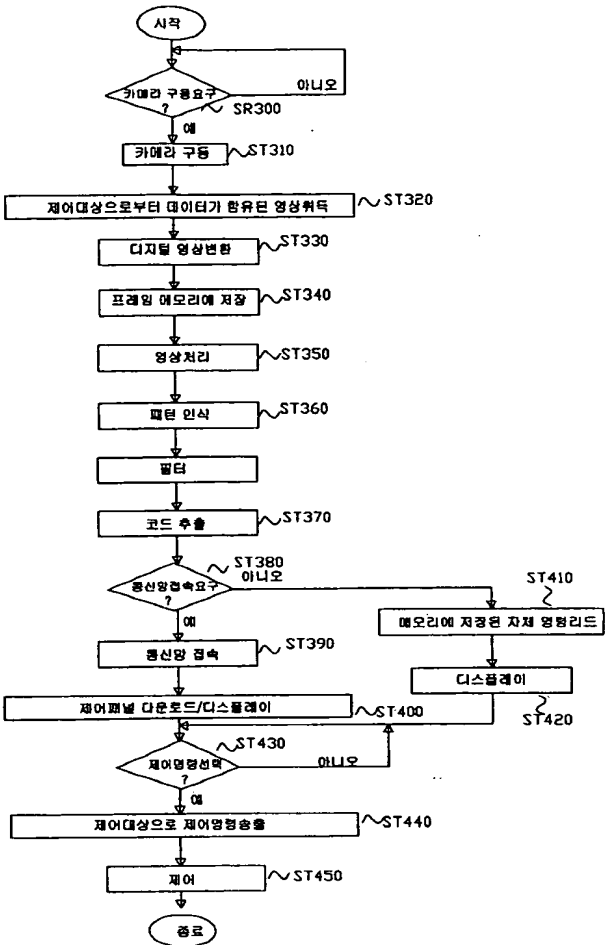 시작
카메라 구동요구
?
아니오
SR300
예
카메라 구동
ST310
제어대상으로부터 데이터가 함유된 영상취득
ST320
디지털 영상변환
ST330
프레임 메모리에 저장
ST340
영상처리
ST350
패턴 인식
ST360
필터
코드 추출
ST370
ST380
통신망접속요구
?
아니오
예
ST410
메모리에 저장된 자체 명령리드
통신망 접속
ST390
디스플레이
ST420
제어패널 다운로드/디스플레이
ST400
ST430
제어명령선택
?
아니오
예
제어대상으로 제어명령송출
ST440
제어
ST450
종료